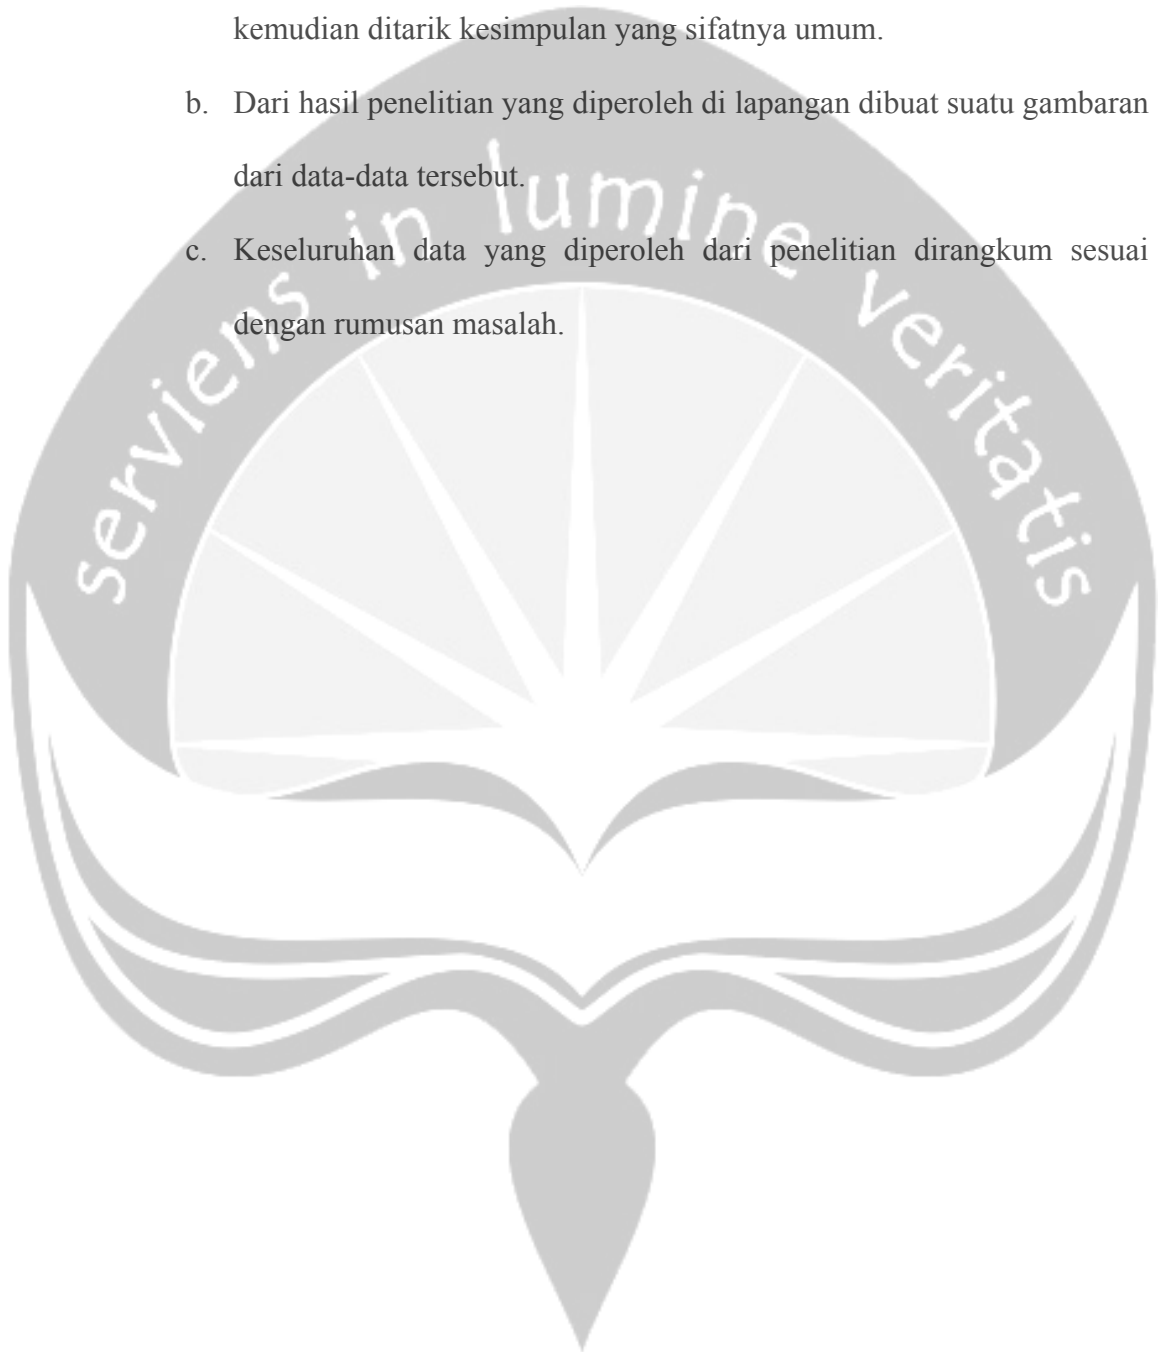 kemudian ditarik kesimpulan yang sifatnya umum.
b. Dari hasil penelitian yang diperoleh di lapangan dibuat suatu gambaran
dari data-data tersebut.
c. Keseluruhan data yang diperoleh dari penelitian dirangkum sesuai
dengan rumusan masalah.
serviens in lumine veritatis